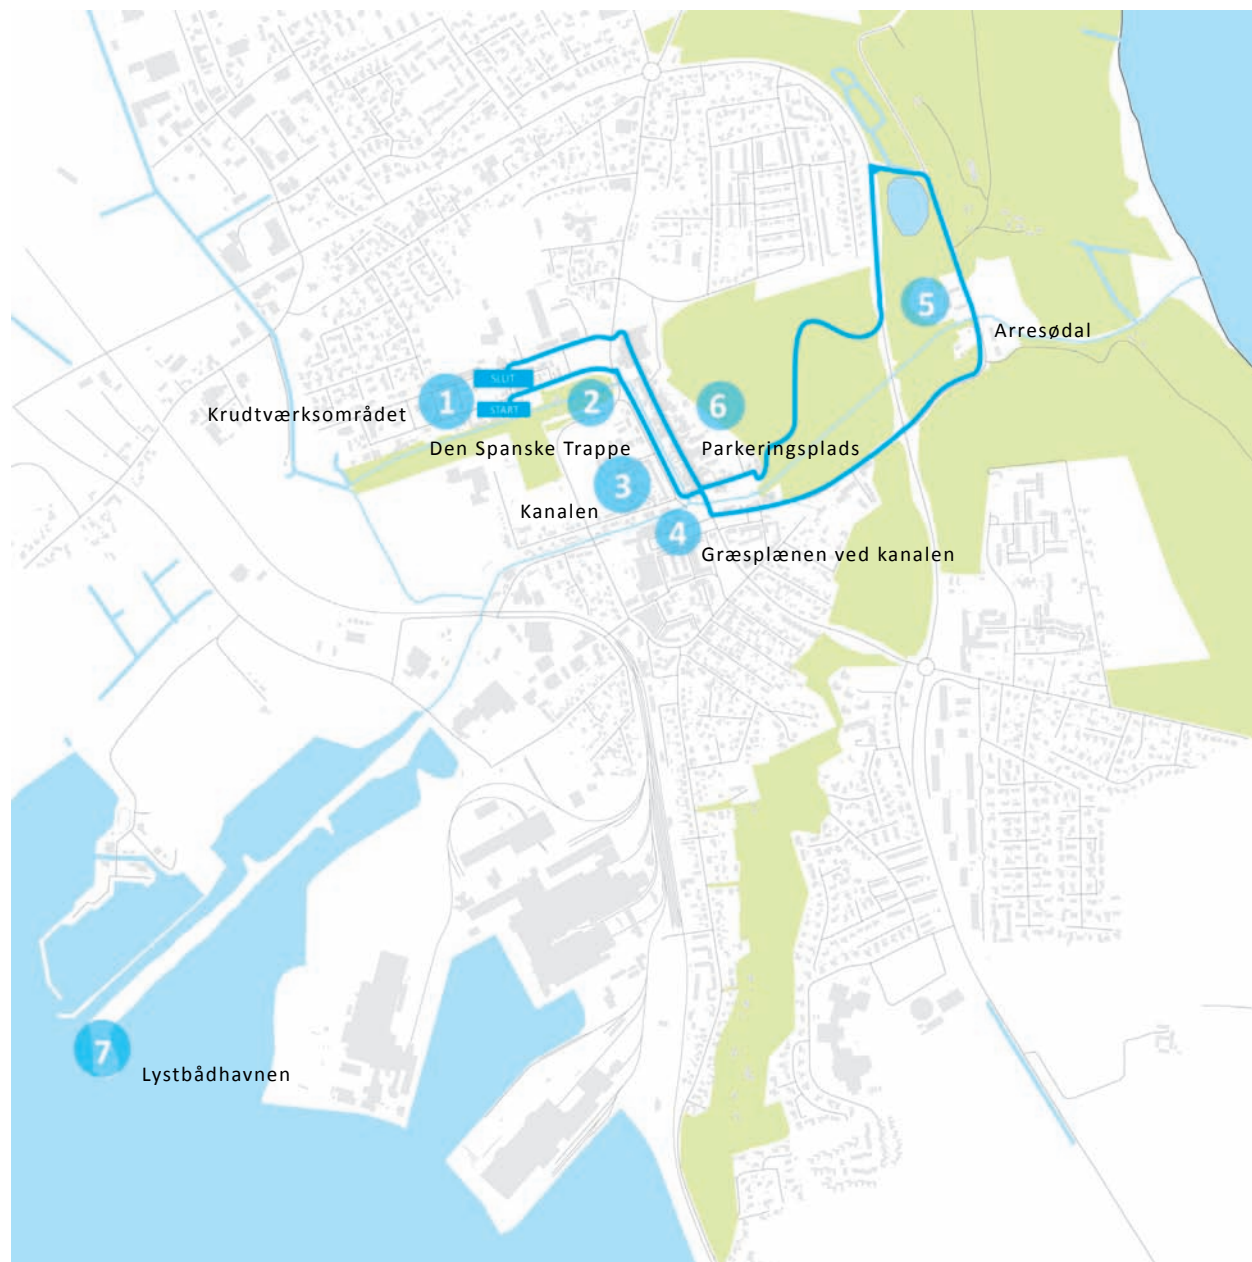 5
Arresødal
SLUT
1
START
2
6
Krudtværksområdet
Den Spanske Trappe
Parkeringsplads
3
Kanalen
4
Græsplænen ved kanalen
7
Lystbådhavnen